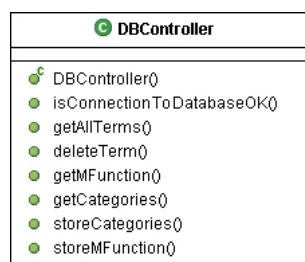 C DBController
C DBController()
isConnectionToDatabaseOK()
getAllTerms()
deleteTerm()
getMFunction()
getCategories()
storeCategories()
storeMFunction()